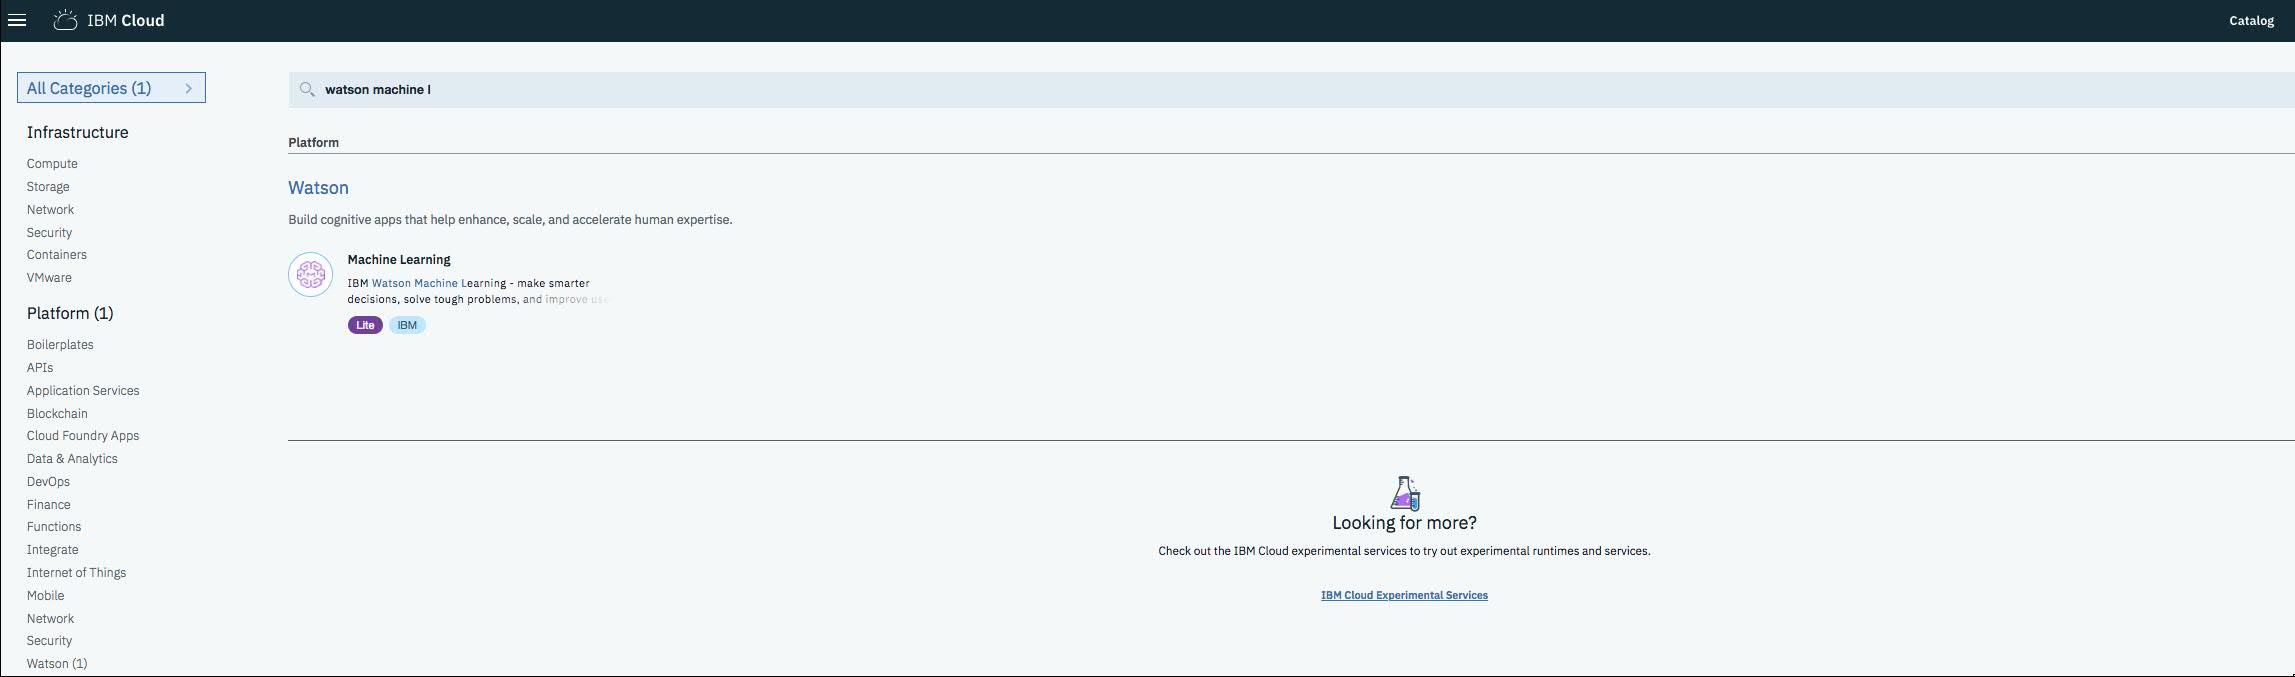 IBM Cloud
Catalog
All Categories (1)
Infrastructure
Compute
Storage
Network
Security
Containers
VMware
Platform (1)
Boilerplates
APIs
Application Services
Blockchain
Cloud Foundry Apps
Data & Analytics
DevOps
Finance
Functions
Integrate
Internet of Things
Mobile
Network
Security
Watson (1)
watson machine l
Platform
Watson
Build cognitive apps that help enhance, scale, and accelerate human expertise.
Machine Learning
IBM Watson Machine Learning - make smarter
decisions, solve tough problems, and improve use
Lite IBM
Looking for more?
Check out the IBM Cloud experimental services to try out experimental runtimes and services.
IBM Cloud Experimental Services